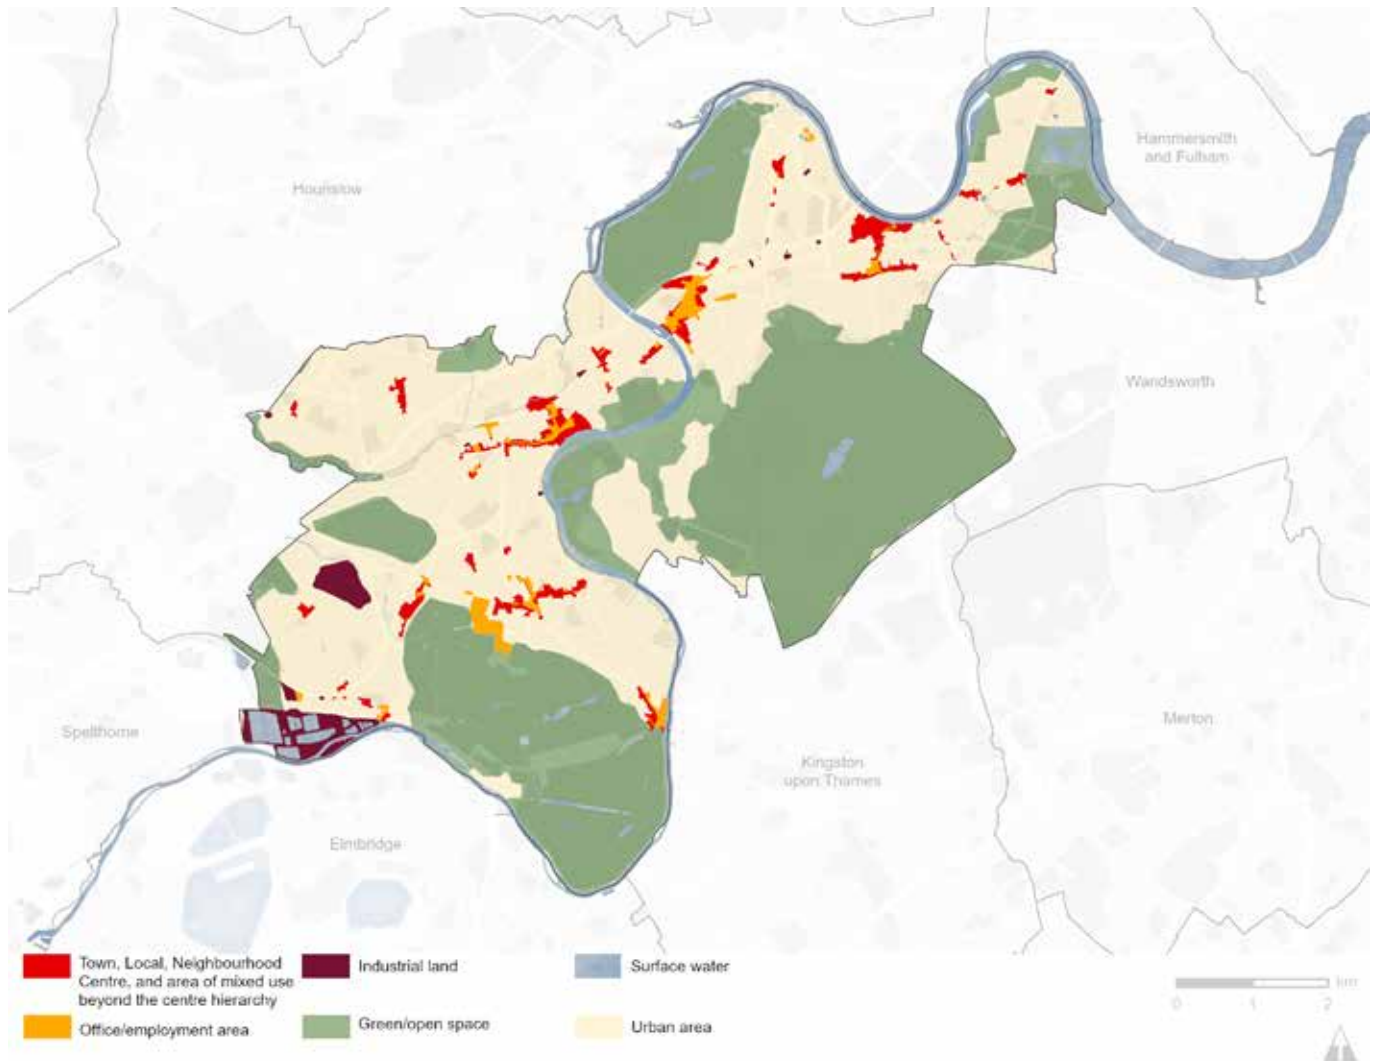 Hammersmith
and Fulham
Hounslow
Wandsworth
Spelthorne
Merton
Kingston
upon Thames
Elmbridge
Town, Local, Neighbourhood
Centre, and area of mixed use
beyond the centre hierarchy
Industrial land
Surface water
Office/employment area
Green/open space
Urban area
km
0 1 2